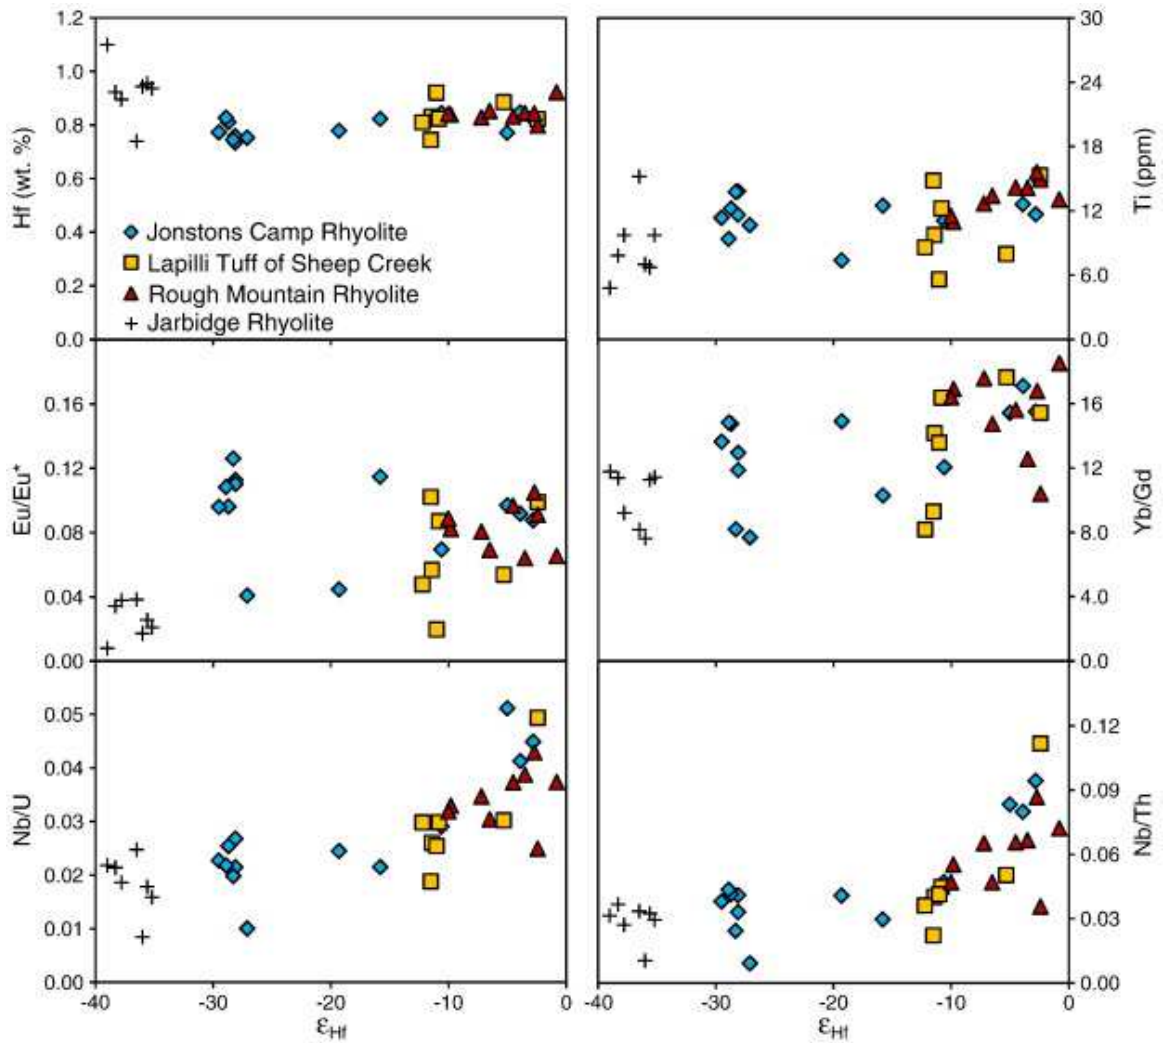 1.2
1.0
0.8
0.6
0.4
0.2
0.0
Hf (wt. %)
Jonstons Camp Rhyolite
Lapilli Tuff of Sheep Creek
Rough Mountain Rhyolite
Jarbidge Rhyolite
30
24
18
12
6.0
0.0
Ti (ppm)
0.16
0.12
0.08
0.04
0.00
Eu/Eu*
16
12
8.0
4.0
0.0
Yb/Gd
0.05
0.04
0.03
0.02
0.01
0.00
Nb/U
-40 -30 -20 -10 0
εHf
0.12
0.09
0.06
0.03
0.00
Nb/Th
-40 -30 -20 -10 0
εHf